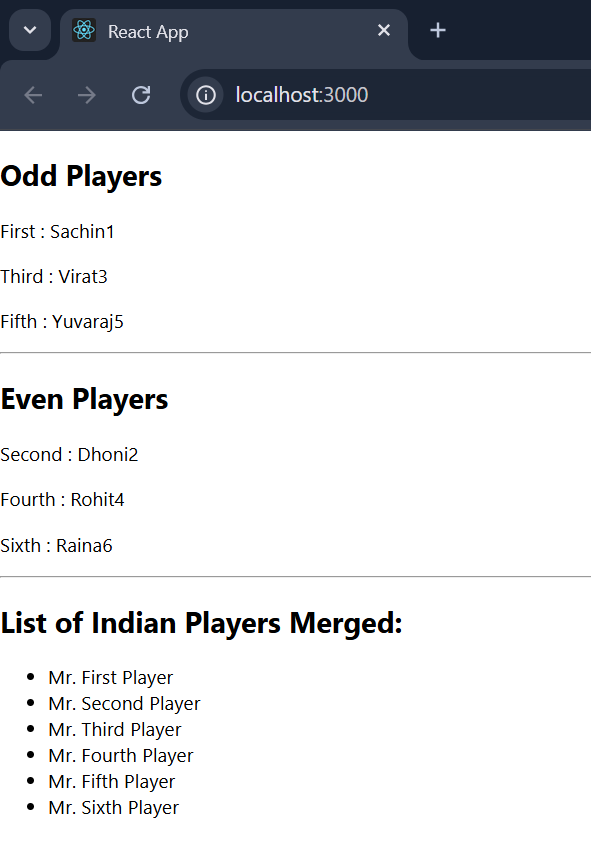 React App
localhost:3000
Odd Players
First : Sachin1
Third : Virat3
Fifth : Yuvaraj5
Even Players
Second : Dhoni2
Fourth : Rohit4
Sixth : Raina6
List of Indian Players Merged:
Mr. First Player
Mr. Second Player
Mr. Third Player
Mr. Fourth Player
Mr. Fifth Player
Mr. Sixth Player